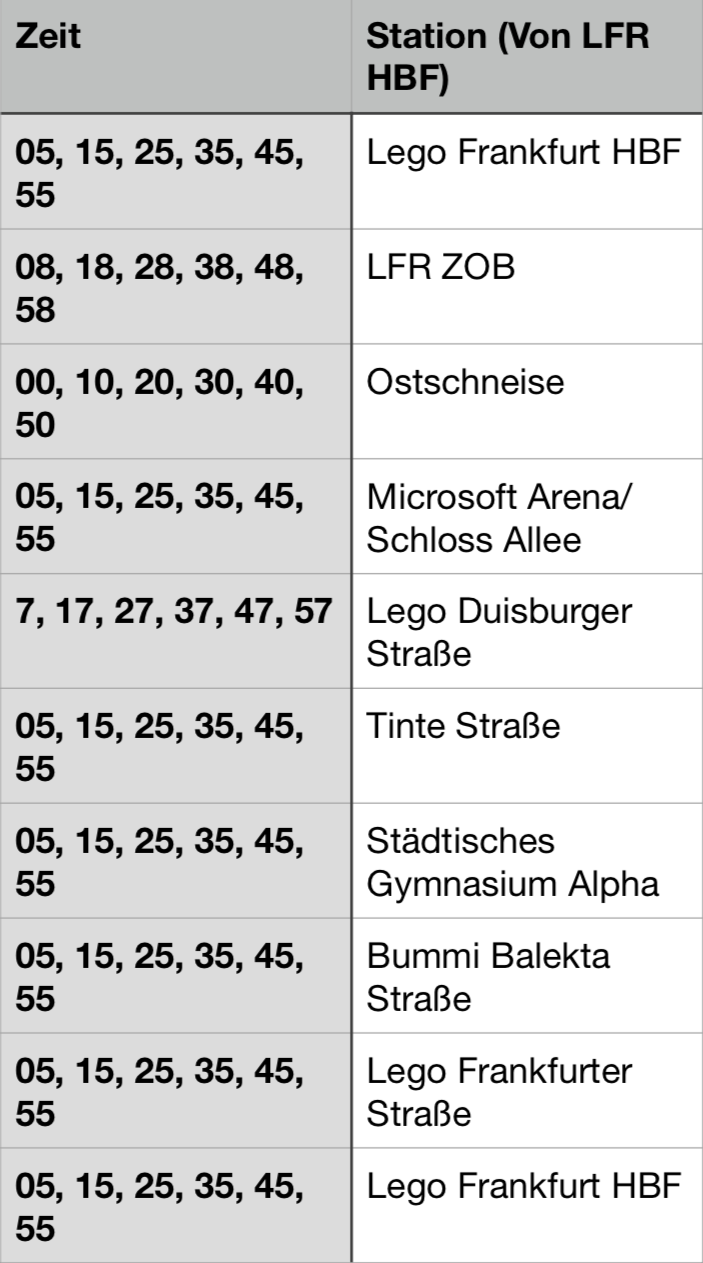 Zeit
Station (Von LFR
HBF)
05, 15, 25, 35, 45,
55
Lego Frankfurt HBF
08, 18, 28, 38, 48,
58
LFR ZOB
00, 10, 20, 30, 40,
50
Ostschneise
05, 15, 25, 35, 45,
55
Microsoft Arena/
Schloss Allee
7, 17, 27, 37, 47, 57
Lego Duisburger
Straße
05, 15, 25, 35, 45,
55
Tinte Straße
05, 15, 25, 35, 45,
55
Städtisches
Gymnasium Alpha
05, 15, 25, 35, 45,
55
Bummi Balekta
Straße
05, 15, 25, 35, 45,
55
Lego Frankfurter
Straße
05, 15, 25, 35, 45,
55
Lego Frankfurt HBF